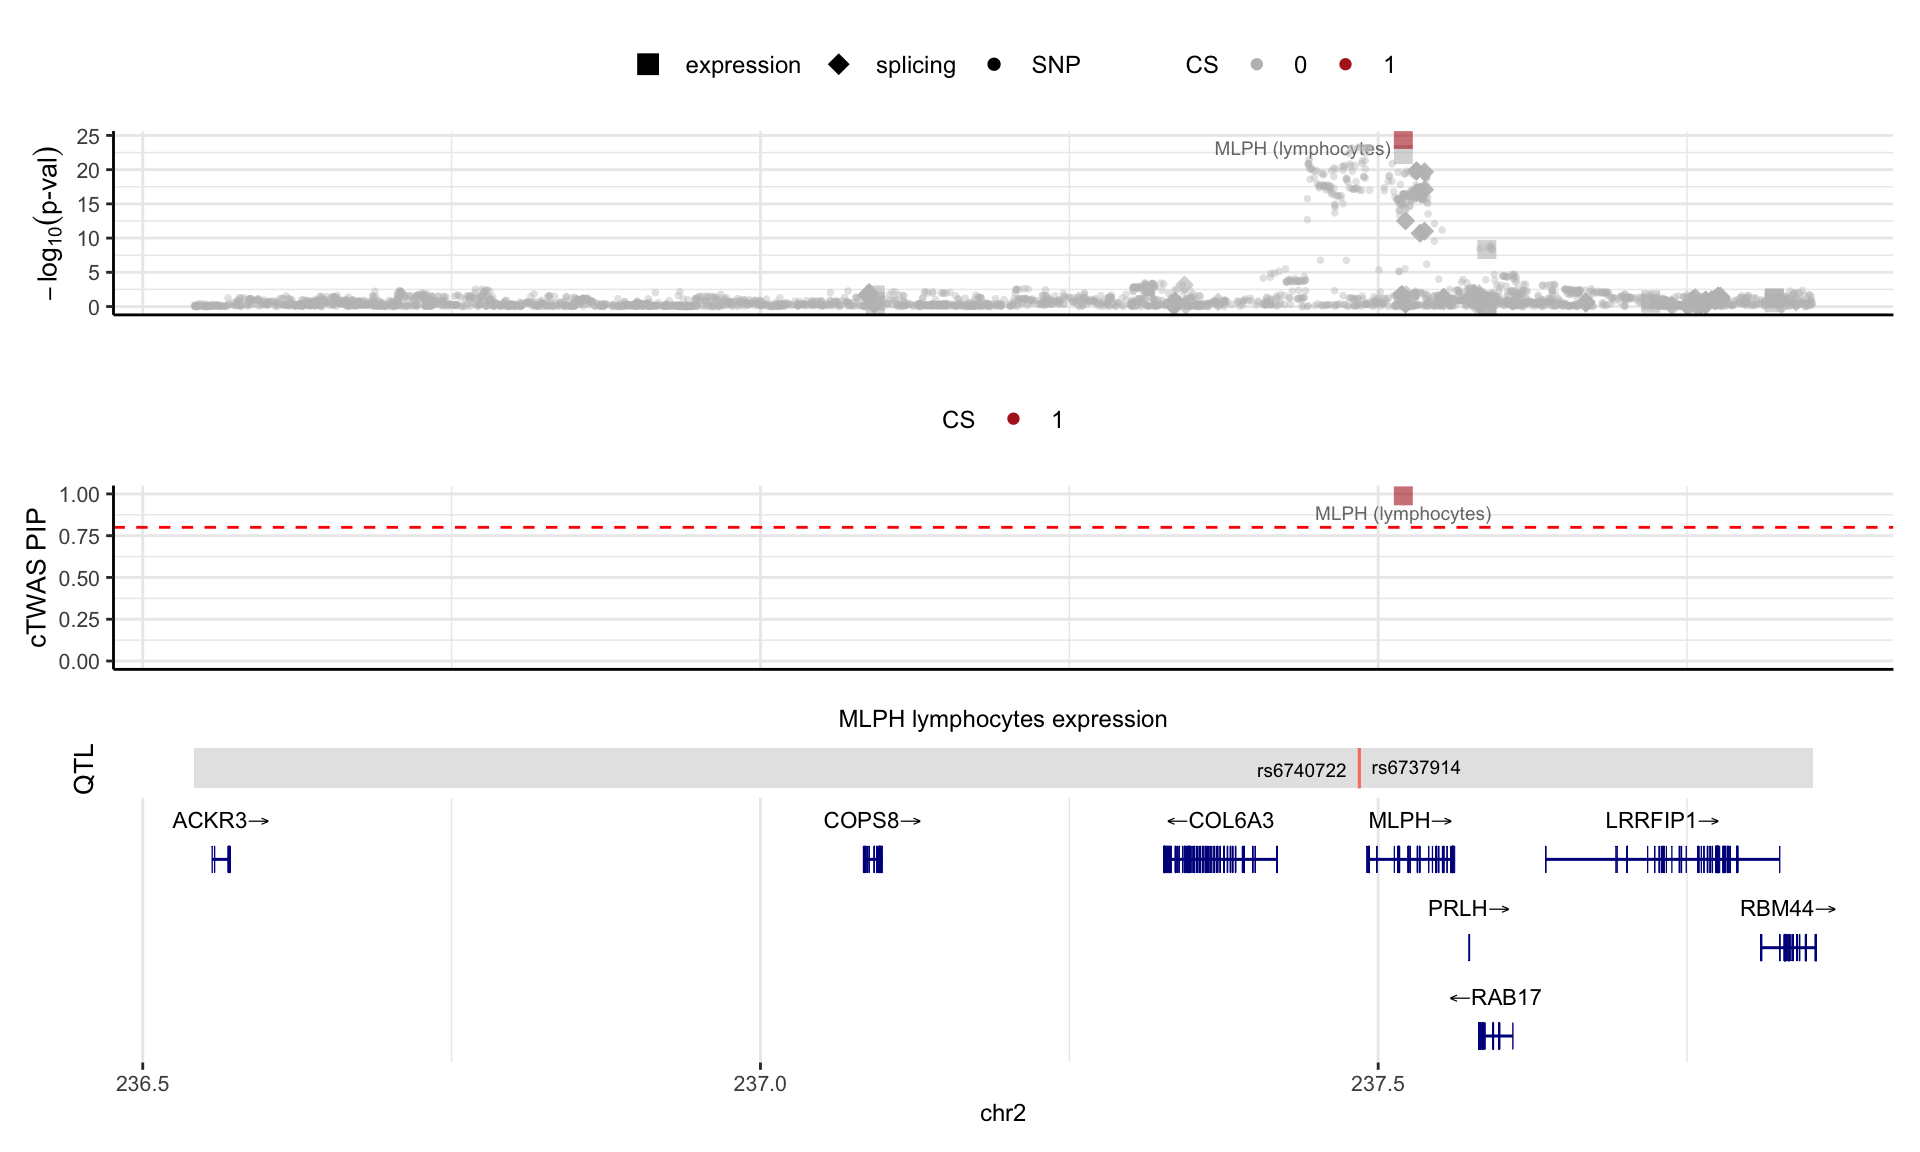 expression splicing SNP CS 0 1
− log10(p-val)
25
20
15
10
5
0
MLPH (lymphocytes)
CS 1
cTWAS PIP
1.00
0.75
0.50
0.25
0.00
MLPH (lymphocytes)
MLPH lymphocytes expression
QTL
rs6740722 rs6737914
ACKR3→ COPS8→ ←COL6A3 MLPH→ LRRFIP1→
PRLH→ RBM44→
←RAB17
236.5 237.0 237.5
chr2